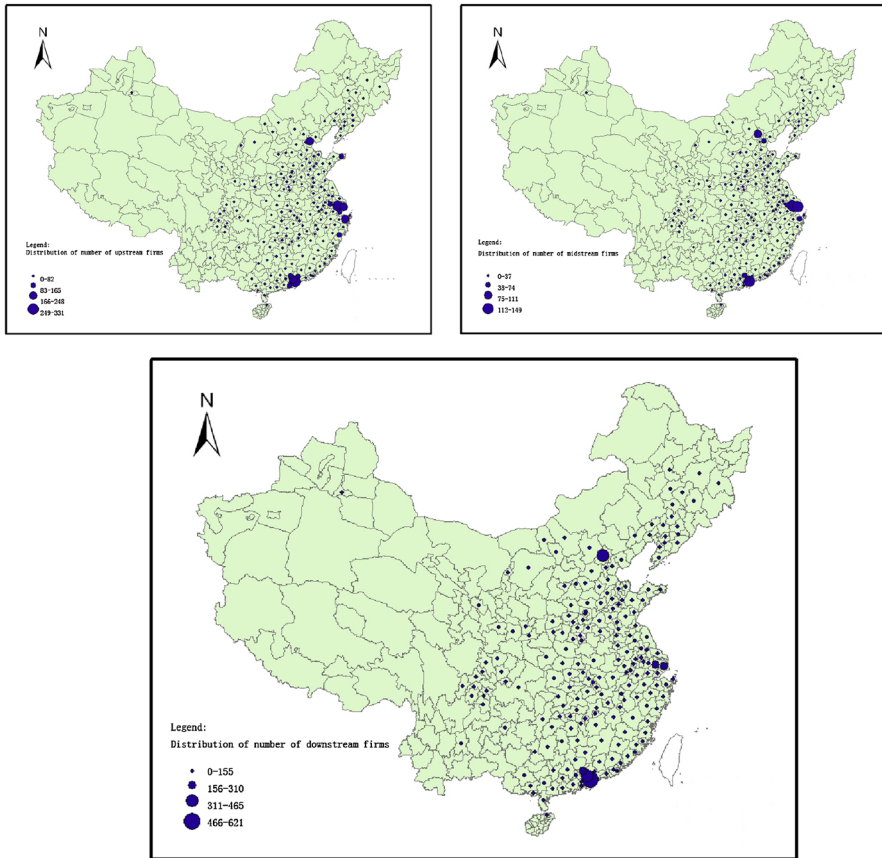 N
Legend:
Distribution of number of upstream firms
0-82
83-165
166-248
249-331
N
Legend:
Distribution of number of midstream firms
0-37
38-74
75-111
112-149
N
Legend:
Distribution of number of downstream firms
0-155
156-310
311-465
466-621